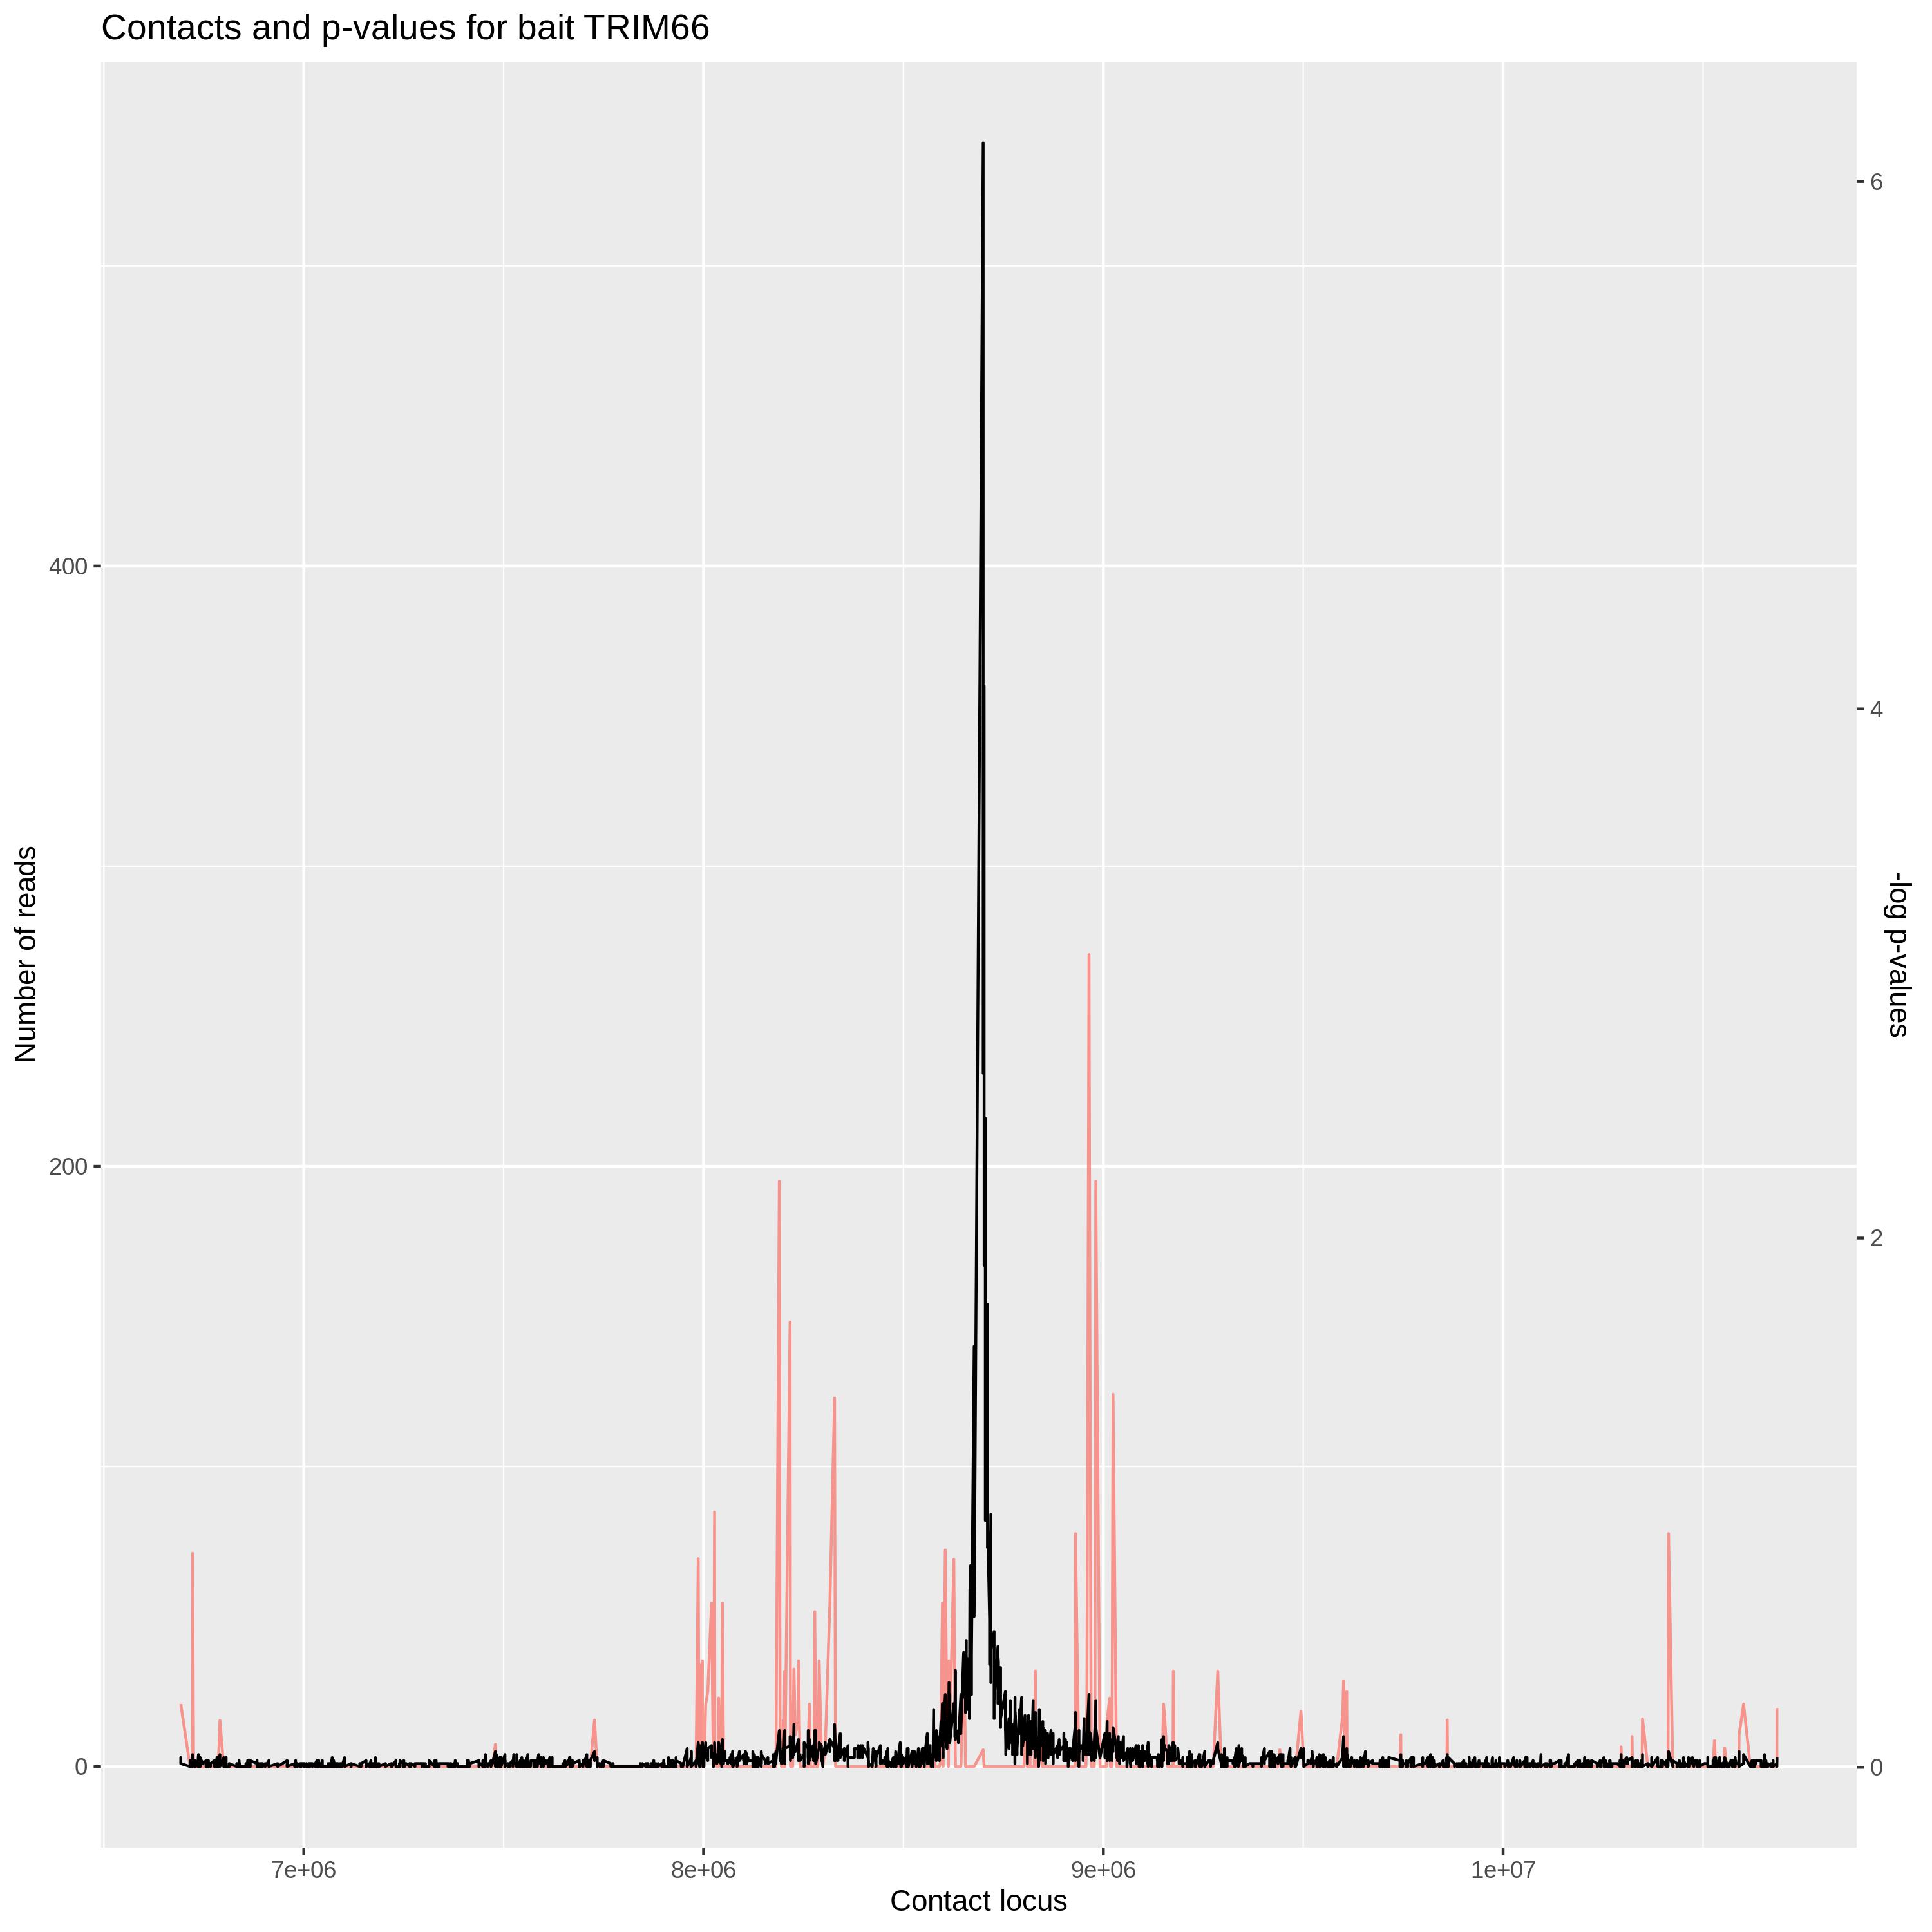 Contacts and p-values for bait TRIM66
6
400
4
Number of reads
-log p-values
200
2
0
0
7e+06
8e+06
9e+06
1e+07
Contact locus